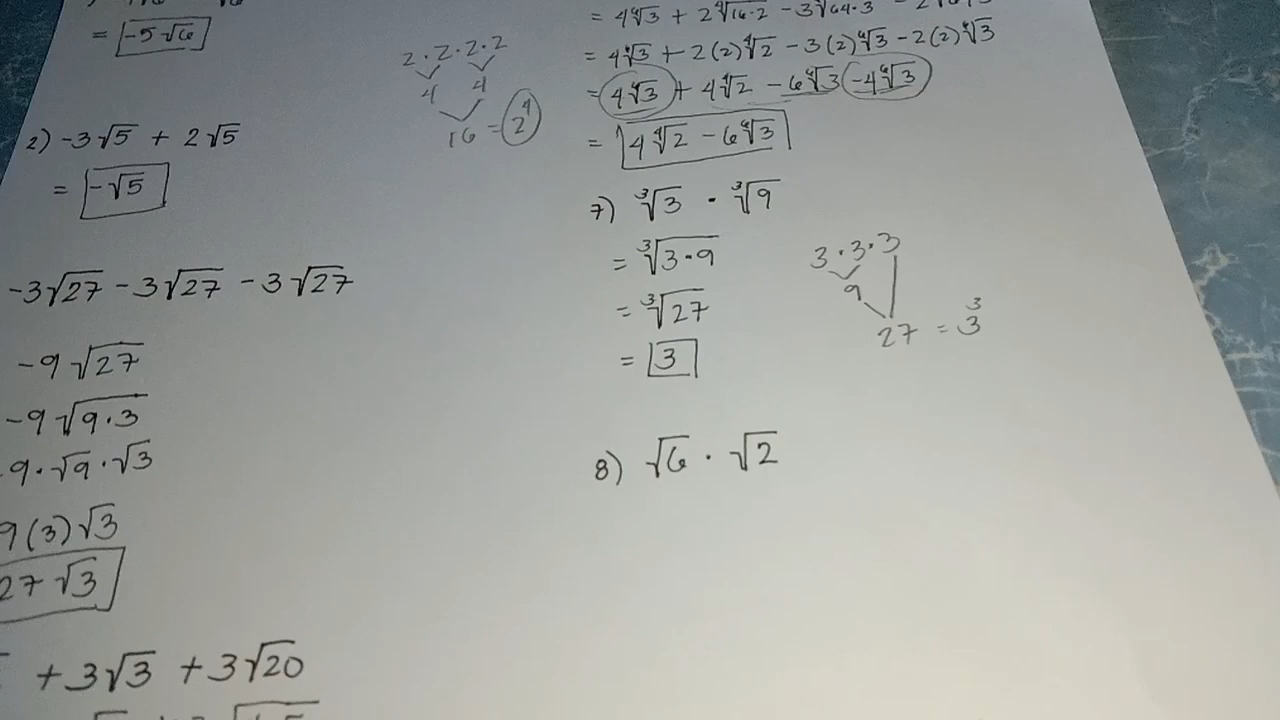 = -5√6
2) -3√5 + 2√5
= -√5
-3√27 - 3√27 - 3√27
-9√27
-9√9·3
9·√9·√3
9(3)√3
27√3
+ 3√3 + 3√20
2·2·2·2
4 4
16 = 2⁴
= 4∜3 + 2∜16·2 - 3
= 4∜3 + 2(2)∜2 - 3(2)∜3 - 2(2)∜3
= 4∜3 + 4∜2 - 6∜3 - 4∜3
= 4∜2 - 6∜3
7) ∛3 · ∛9
= ∛3·9
= ∛27
= 3
3·3·3
9
27 = 3³
8) √6 · √2